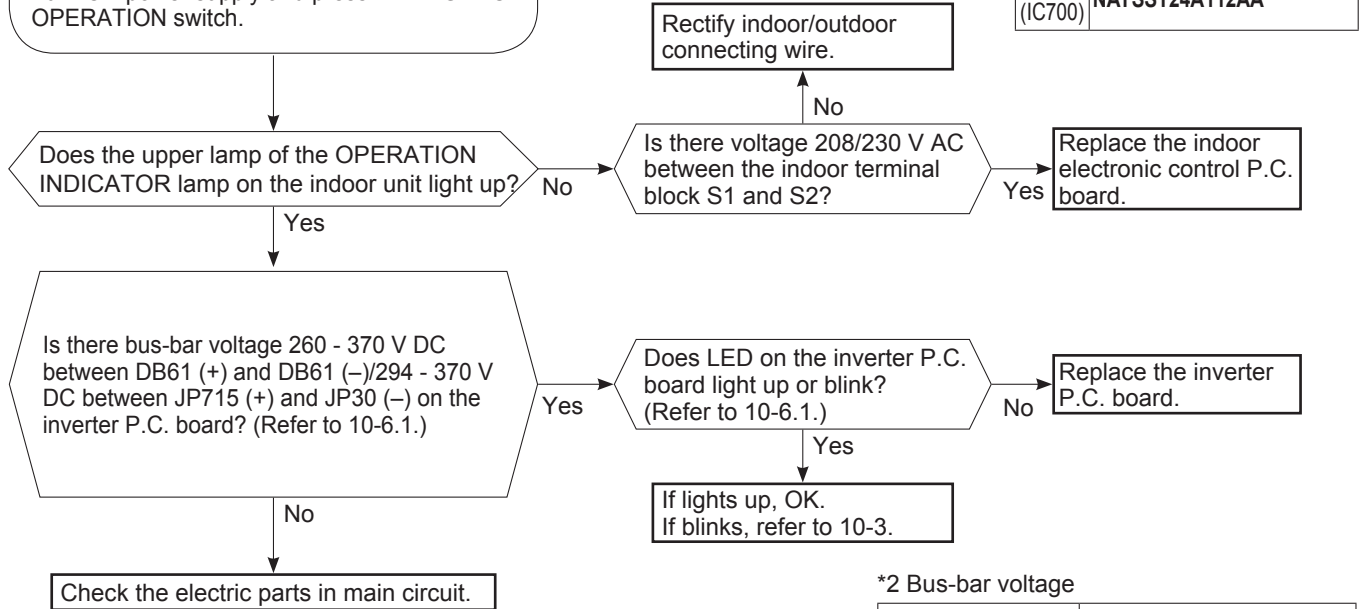 OPERATION switch.
Rectify indoor/outdoor
connecting wire.
(IC700)
No
Does the upper lamp of the OPERATION
INDICATOR lamp on the indoor unit light up?
No
Is there voltage 208/230 V AC
between the indoor terminal
block S1 and S2?
Yes
Replace the indoor
electronic control P.C.
board.
Yes
Is there bus-bar voltage 260 - 370 V DC
between DB61 (+) and DB61 (–)/294 - 370 V
DC between JP715 (+) and JP30 (–) on the
inverter P.C. board? (Refer to 10-6.1.)
Yes
Does LED on the inverter P.C.
board light up or blink?
(Refer to 10-6.1.)
No
Replace the inverter
P.C. board.
Yes
If lights up, OK.
If blinks, refer to 10-3.
No
Check the electric parts in main circuit.
*2 Bus-bar voltage